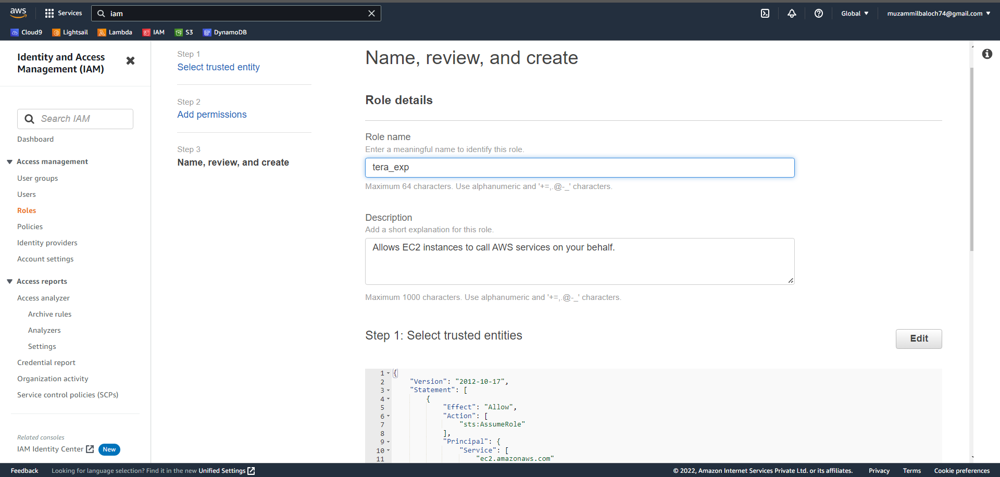 aws
Services
iam
Global
muzammilbaloch74@gmail.com
Cloud9
Lightsail
Lambda
IAM
S3
DynamoDB
Identity and Access
Management (IAM)
Search IAM
Dashboard
Access management
User groups
Users
Roles
Policies
Identity providers
Account settings
Access reports
Access analyzer
Archive rules
Analyzers
Settings
Credential report
Organization activity
Service control policies (SCPs)
Related consoles
IAM Identity Center
New
Step 1
Select trusted entity
Step 2
Add permissions
Step 3
Name, review, and create
Name, review, and create
Role details
Role name
Enter a meaningful name to identify this role.
tera_exp
Maximum 64 characters. Use alphanumeric and '+=,.@-_' characters.
Description
Add a short explanation for this role.
Allows EC2 instances to call AWS services on your behalf.
Maximum 1000 characters. Use alphanumeric and '+=,.@-_' characters.
Step 1: Select trusted entities
Edit
1 {
2 "Version": "2012-10-17",
3 "Statement": [
4 {
5 "Effect": "Allow",
6 "Action": [
7 "sts:AssumeRole"
8 ],
9 "Principal": {
10 "Service": [
11 "ec2.amazonaws.com"
Feedback
Looking for language selection? Find it in the new Unified Settings
© 2022, Amazon Internet Services Private Ltd. or its affiliates.
Privacy
Terms
Cookie preferences